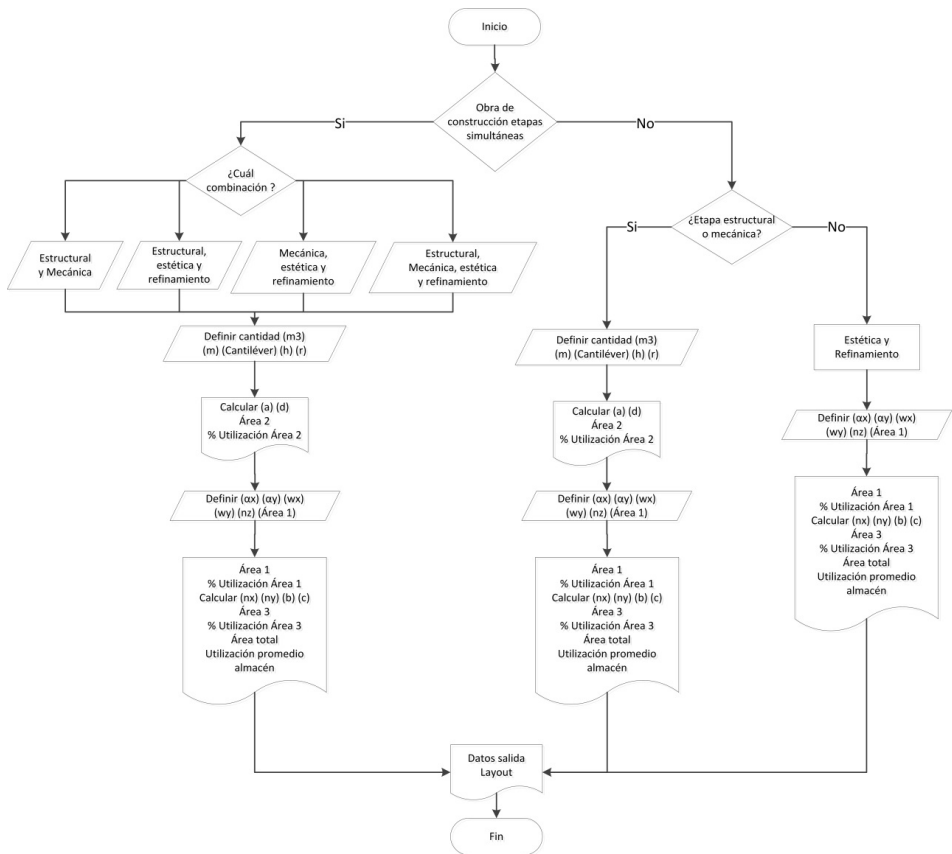 Inicio
Obra de
construcción etapas
simultáneas
Si
No
¿Cuál
combinación ?
¿Etapa estructural
o mecánica?
Si
No
Estructural
y Mecánica
Estructural,
estética y
refinamiento
Mecánica,
estética y
refinamiento
Estructural,
Mecánica, estética
y refinamiento
Definir cantidad (m3)
(m) (Cantiléver) (h) (r)
Calcular (a) (d)
Área 2
% Utilización Área 2
Definir (αx) (αy) (wx)
(wy) (nz) (Área 1)
Área 1
% Utilización Área 1
Calcular (nx) (ny) (b) (c)
Área 3
% Utilización Área 3
Área total
Utilización promedio
almacén
Definir cantidad (m3)
(m) (Cantiléver) (h) (r)
Calcular (a) (d)
Área 2
% Utilización Área 2
Definir (αx) (αy) (wx)
(wy) (nz) (Área 1)
Área 1
% Utilización Área 1
Calcular (nx) (ny) (b) (c)
Área 3
% Utilización Área 3
Área total
Utilización promedio
almacén
Estética y
Refinamiento
Definir (αx) (αy) (wx)
(wy) (nz) (Área 1)
Área 1
% Utilización Área 1
Calcular (nx) (ny) (b) (c)
Área 3
% Utilización Área 3
Área total
Utilización promedio
almacén
Datos salida
Layout
Fin